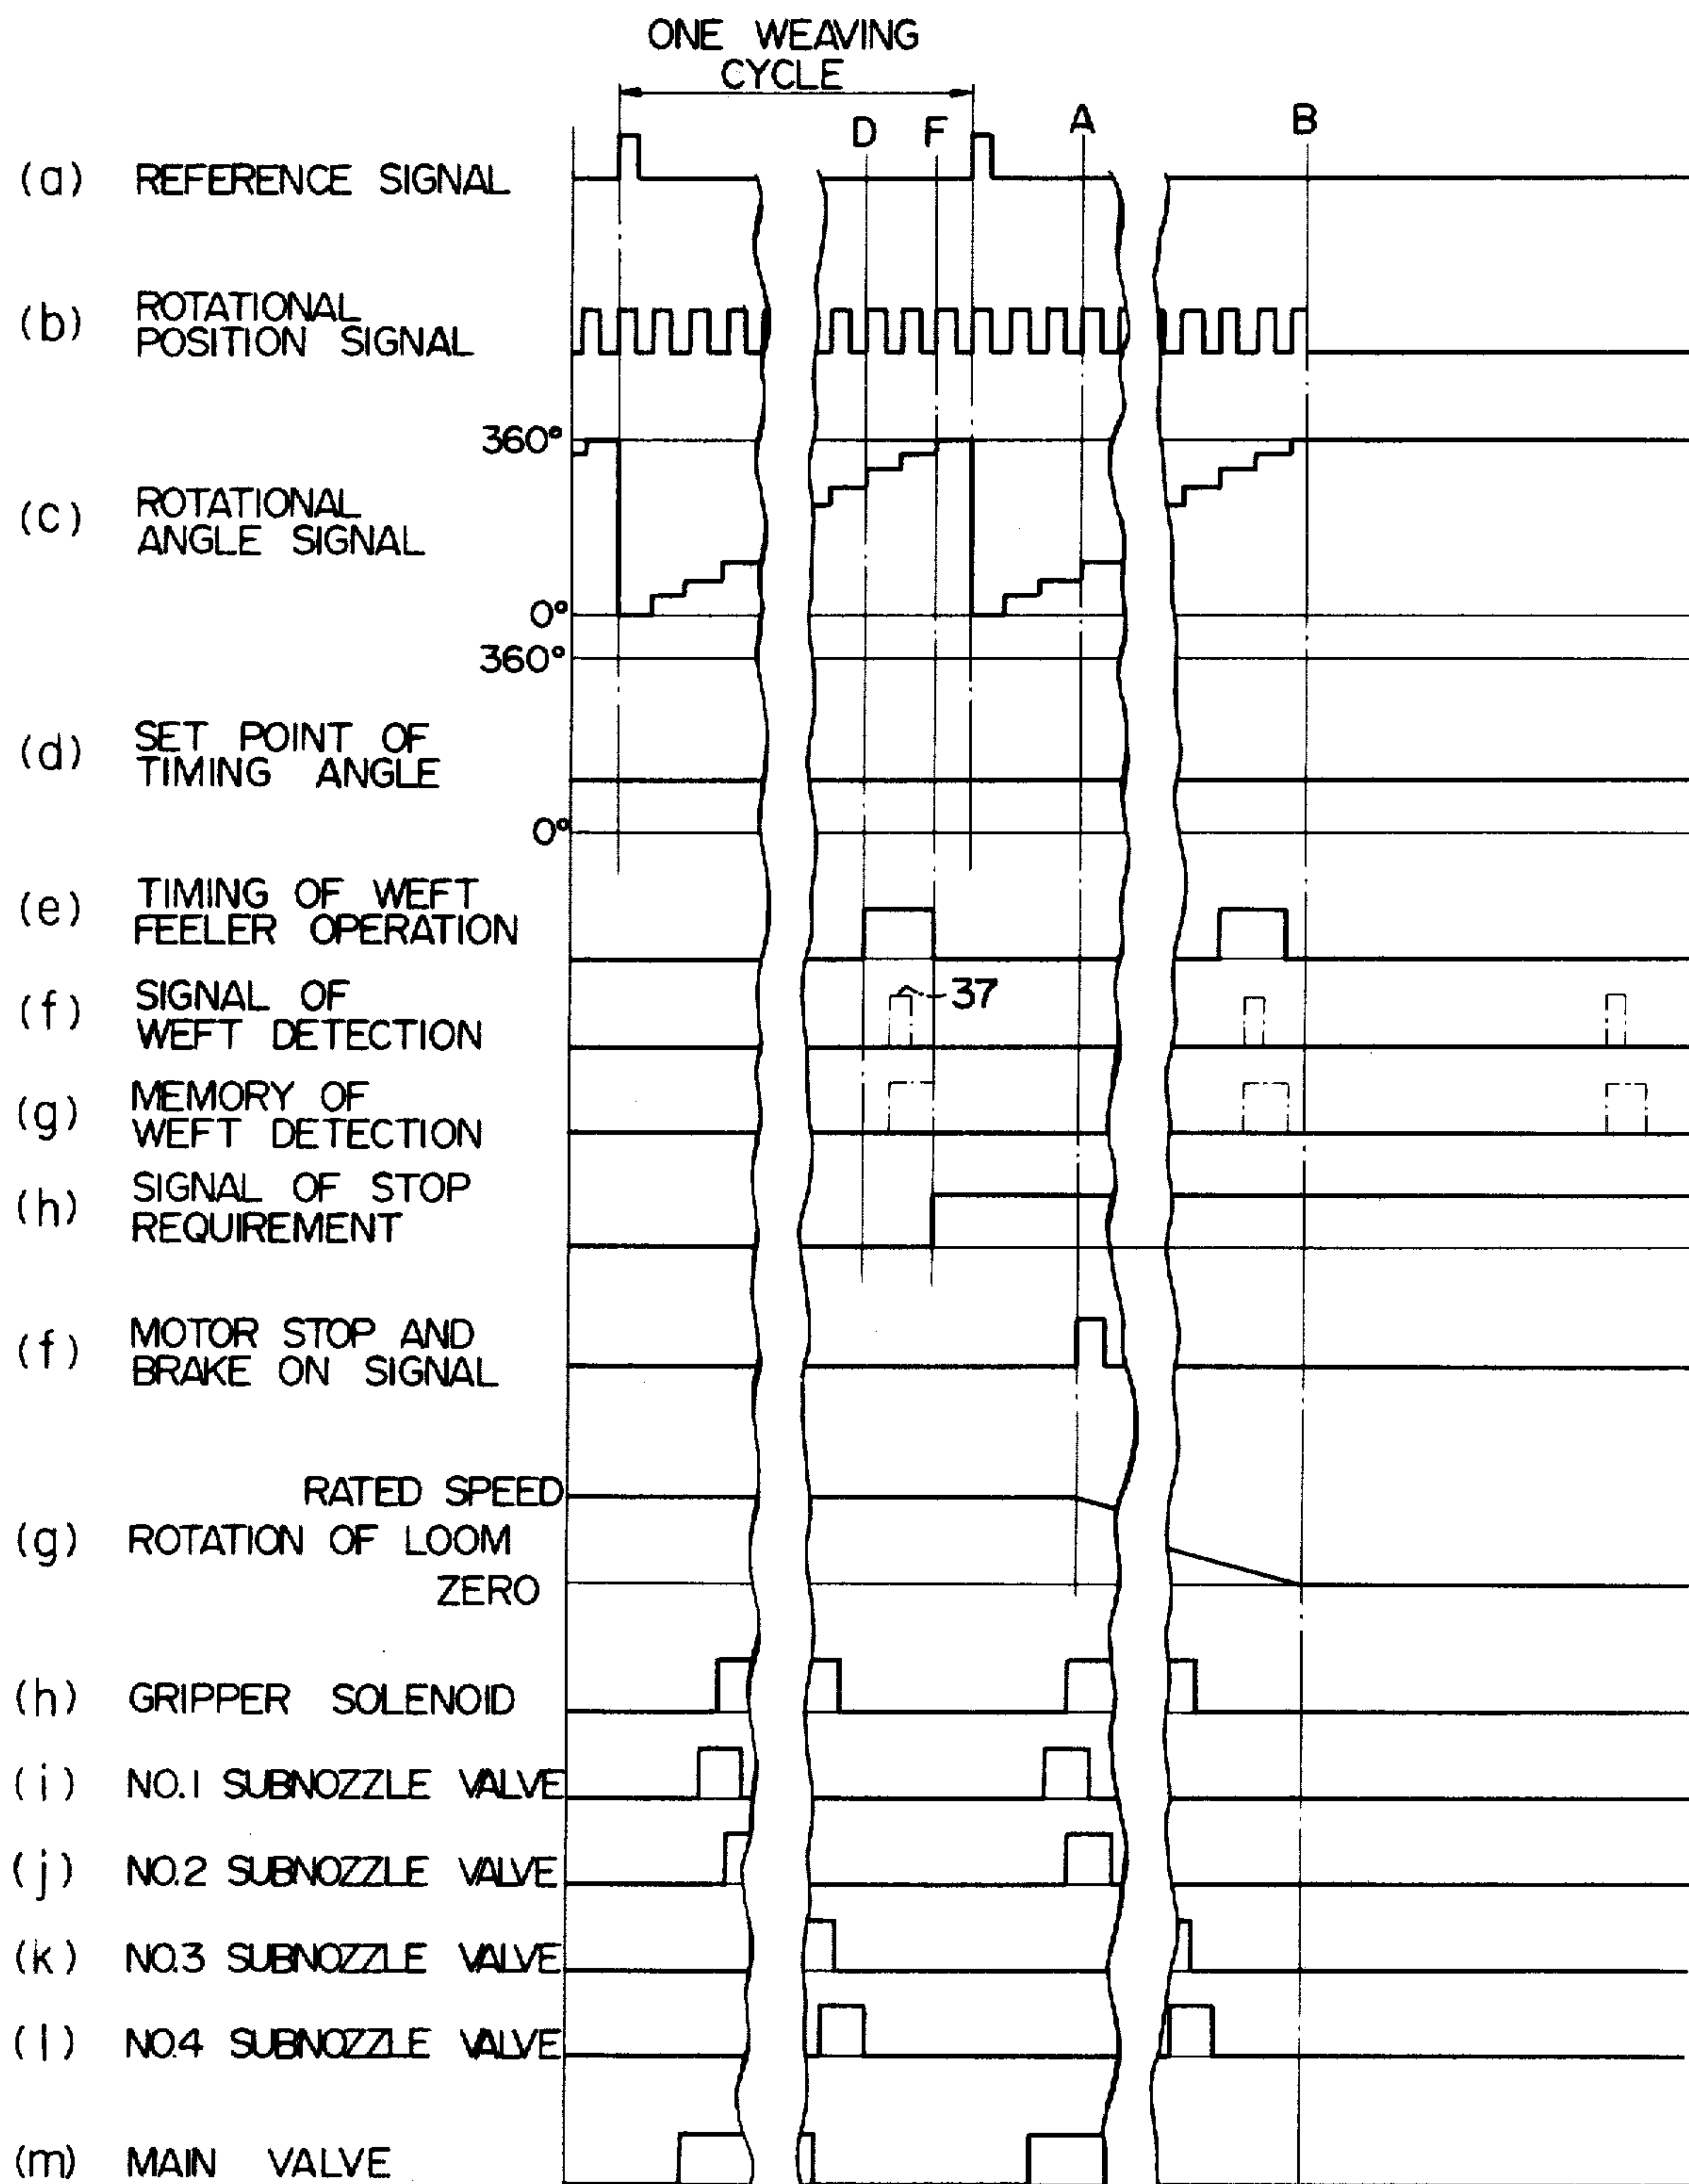 ONE WEAVING
CYCLE
D F A B
(a) REFERENCE SIGNAL
(b) ROTATIONAL
POSITION SIGNAL
360°
(c) ROTATIONAL
ANGLE SIGNAL
0°
360°
(d) SET POINT OF
TIMING ANGLE
0°
(e) TIMING OF WEFT
FEELER OPERATION
(f) SIGNAL OF
WEFT DETECTION
37
(g) MEMORY OF
WEFT DETECTION
(h) SIGNAL OF STOP
REQUIREMENT
(f) MOTOR STOP AND
BRAKE ON SIGNAL
RATED SPEED
(g) ROTATION OF LOOM
ZERO
(h) GRIPPER SOLENOID
(i) NO.1 SUBNOZZLE VALVE
(j) NO.2 SUBNOZZLE VALVE
(k) NO.3 SUBNOZZLE VALVE
(l) NO.4 SUBNOZZLE VALVE
(m) MAIN VALVE